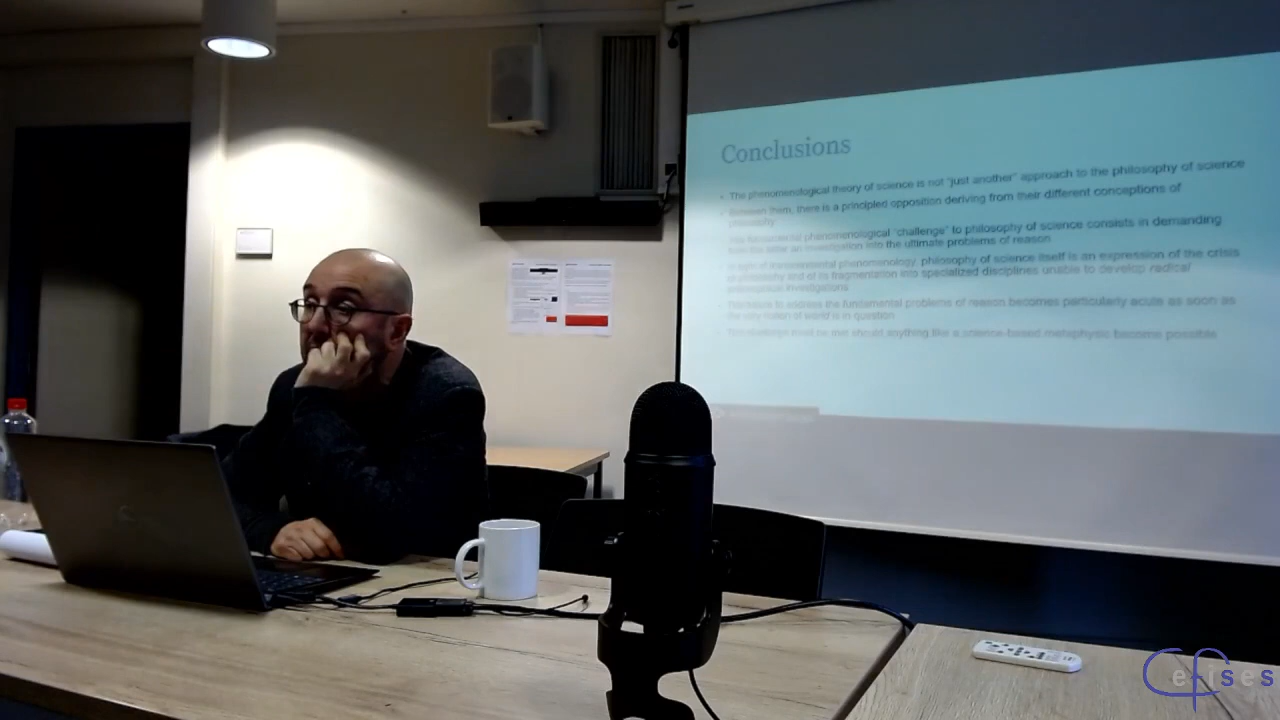 Conclusions
The phenomenological theory of science is not "just another" approach to the philosophy of science
Between them, there is a principled opposition deriving from their different conceptions of
philosophy
fundamental phenomenological "challenge" to philosophy of science consists in demanding
from the latter an investigation into the ultimate problems of reason
In light of transcendental phenomenology, philosophy of science itself is an expression of the crisis
of philosophy and of its fragmentation into specialized disciplines unable to develop radical
investigations
to address the fundamental problems of reason becomes particularly acute as soon as
the very notion of world is in question
challenge must be met should anything like a science-based metaphysic become possible
Cefises